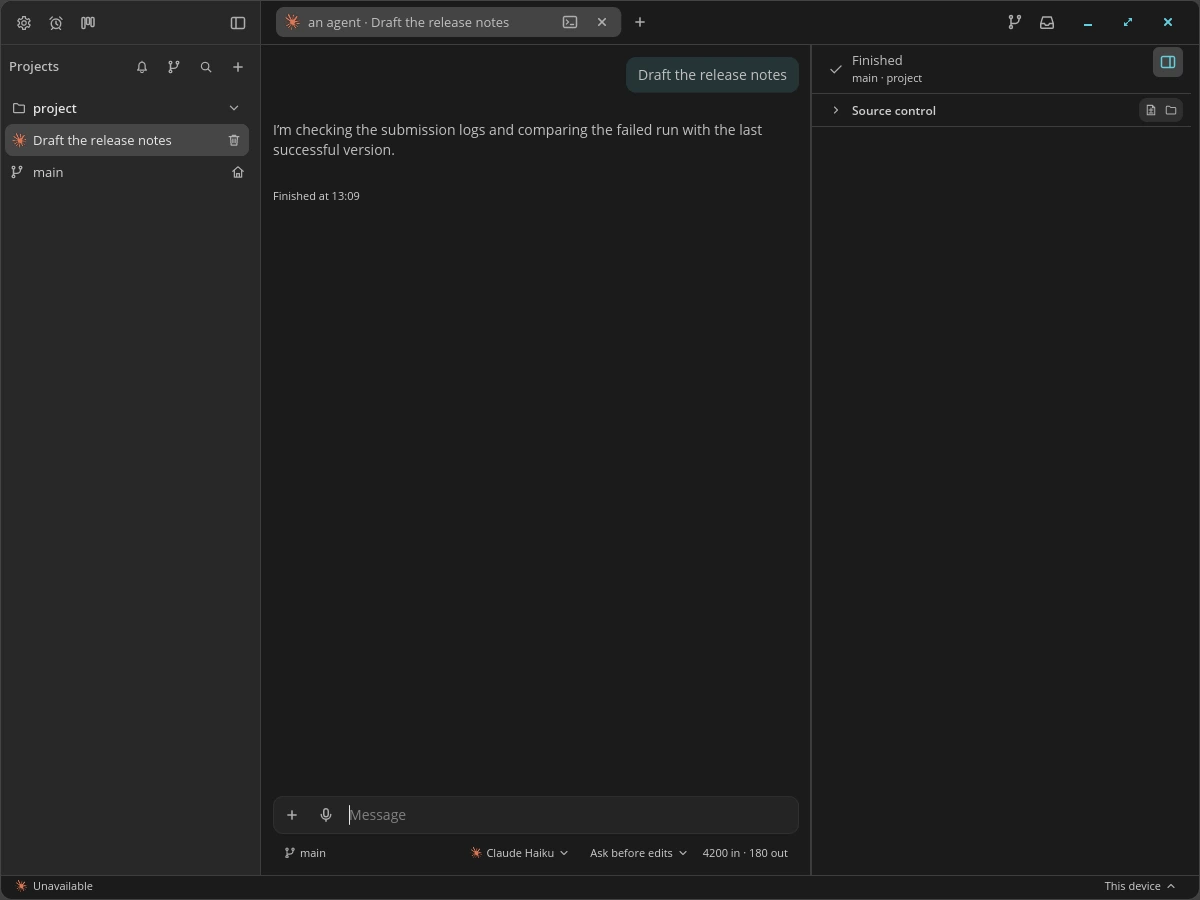 an agent · Draft the release notes
Projects
project
Draft the release notes
main
Draft the release notes
I'm checking the submission logs and comparing the failed run with the last
successful version.
Finished at 13:09
Message
main
Claude Haiku
Ask before edits
4200 in · 180 out
Finished
main · project
Source control
Unavailable
This device